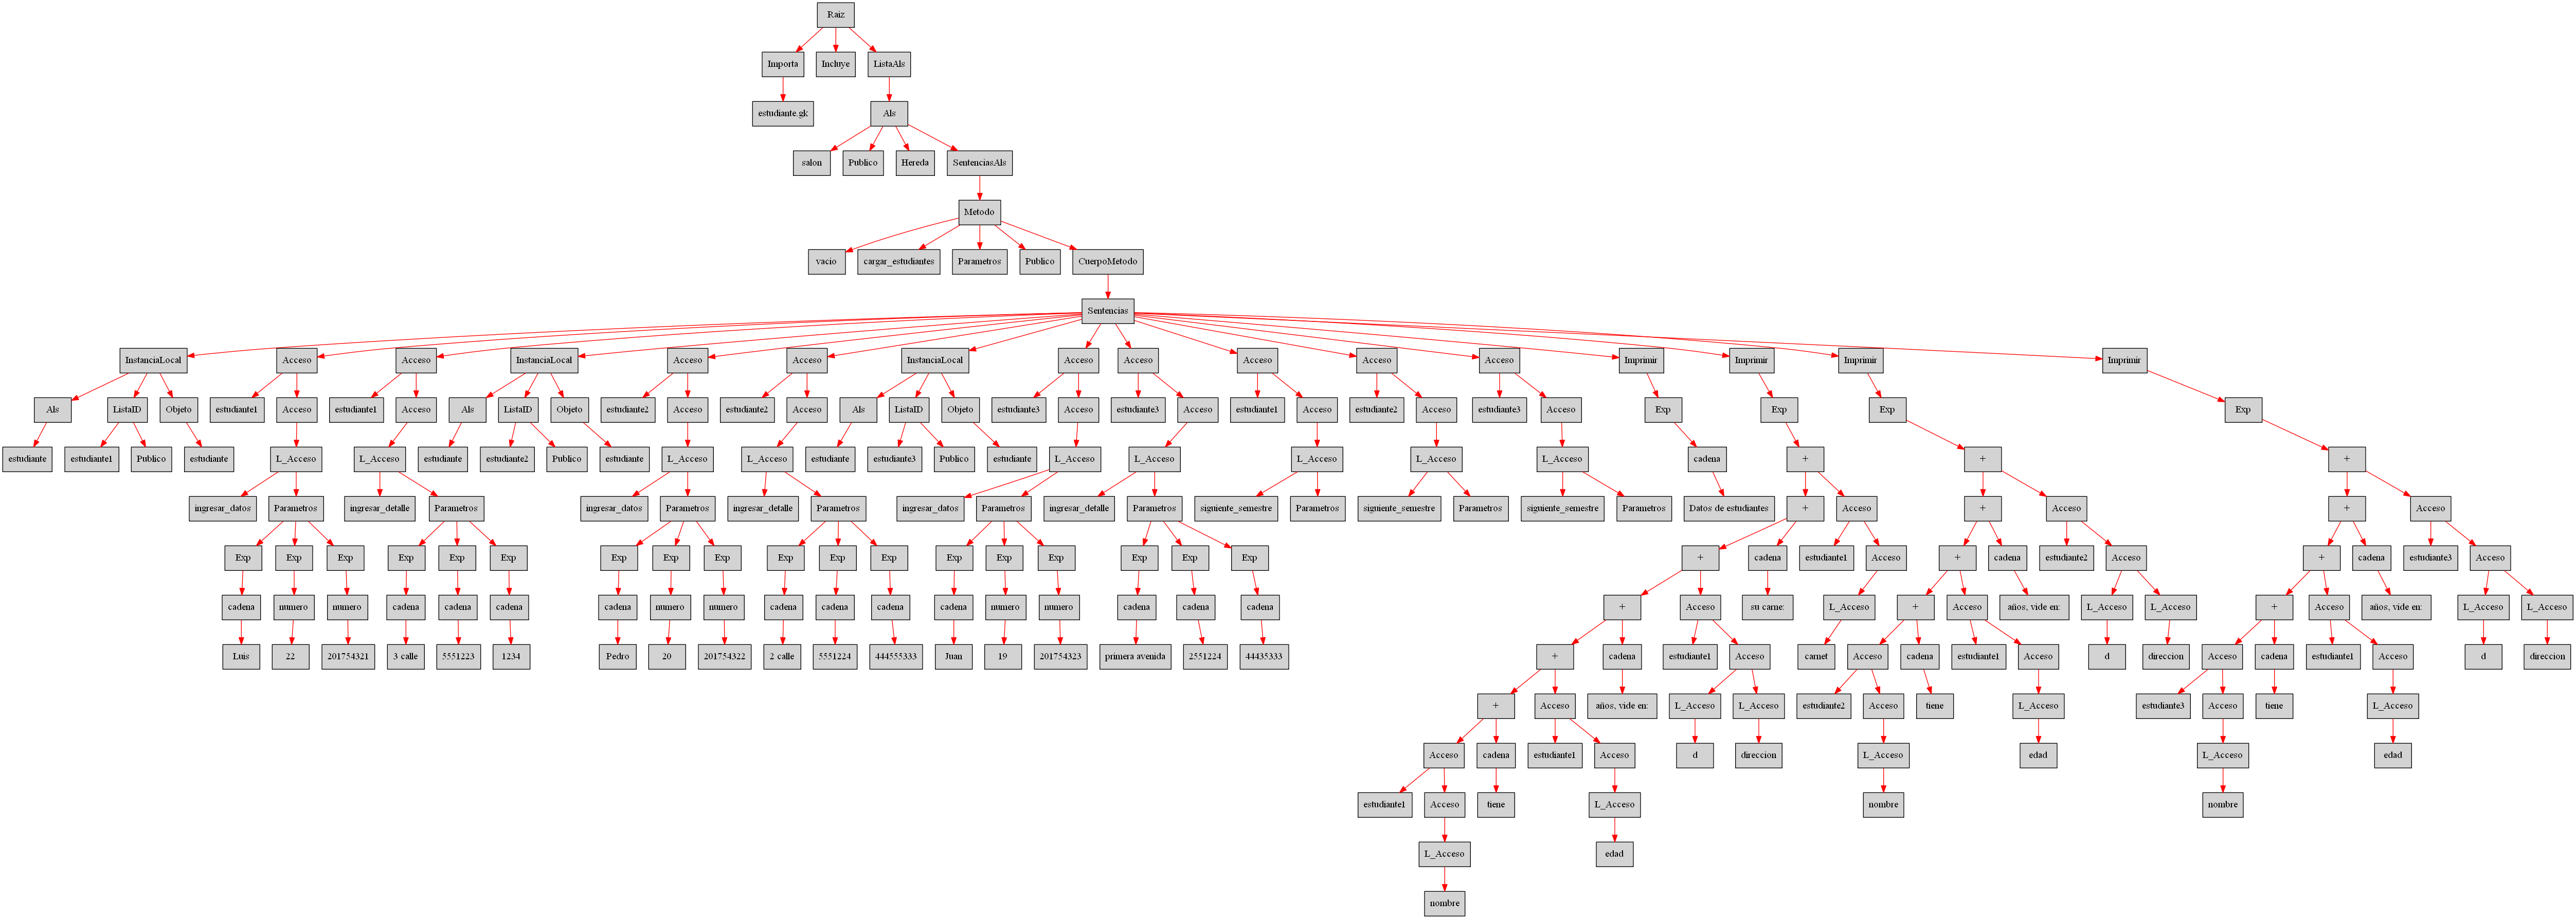 Raiz
Importa Incluye ListaAls
estudiante.gk Als
salon Publico Hereda SentenciasAls
Metodo
vacio cargar_estudiantes Parametros Publico CuerpoMetodo
Sentencias
InstanciaLocal Acceso Acceso InstanciaLocal Acceso Acceso InstanciaLocal Acceso Acceso Acceso Acceso Acceso Imprimir Imprimir Imprimir Imprimir
Als ListaID Objeto estudiante1 Acceso estudiante1 Acceso Als ListaID Objeto estudiante2 Acceso estudiante2 Acceso Als ListaID Objeto estudiante3 Acceso estudiante3 Acceso estudiante1 Acceso estudiante2 Acceso estudiante3 Acceso Exp Exp Exp Exp
estudiante estudiante1 Publico estudiante L_Acceso L_Acceso estudiante estudiante2 Publico estudiante L_Acceso L_Acceso estudiante estudiante3 Publico estudiante L_Acceso L_Acceso L_Acceso L_Acceso L_Acceso cadena + + +
ingresar_datos Parametros ingresar_detalle Parametros ingresar_datos Parametros ingresar_detalle Parametros ingresar_datos Parametros ingresar_detalle Parametros siguiente_semestre Parametros siguiente_semestre Parametros siguiente_semestre Parametros Datos de estudiantes + Acceso + Acceso + Acceso
Exp Exp Exp Exp Exp Exp Exp Exp Exp Exp Exp Exp Exp Exp Exp Exp Exp Exp + cadena estudiante1 Acceso + cadena estudiante2 Acceso + cadena estudiante3 Acceso
cadena numero numero cadena cadena cadena cadena numero numero cadena cadena cadena cadena numero numero cadena cadena cadena + Acceso su carne: L_Acceso + Acceso años, vide en: L_Acceso L_Acceso + Acceso años, vide en: L_Acceso L_Acceso
Luis 22 201754321 3 calle 5551223 1234 Pedro 20 201754322 2 calle 5551224 444555333 Juan 19 201754323 primera avenida 2551224 44435333 + cadena estudiante1 Acceso carnet Acceso cadena estudiante1 Acceso d direccion Acceso cadena estudiante1 Acceso d direccion
+ Acceso años, vide en: L_Acceso L_Acceso estudiante2 Acceso tiene L_Acceso estudiante3 Acceso tiene L_Acceso
Acceso cadena estudiante1 Acceso d direccion L_Acceso edad L_Acceso edad
estudiante1 Acceso tiene L_Acceso nombre nombre
L_Acceso edad
nombre